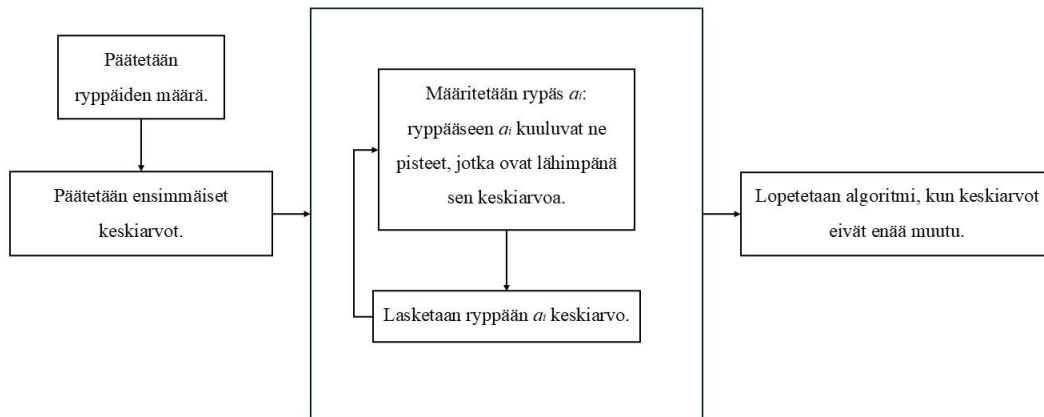 Päätetään
ryppäiden määrä.
Päätetään ensimmäiset
keskiarvot.
Määritetään rypäs aᵢ:
ryppääseen aᵢ kuuluvat ne
pisteet, jotka ovat lähimpänä
sen keskiarvoa.
Lasketaan ryppään aᵢ keskiarvo.
Lopetetaan algoritmi, kun keskiarvot
eivät enää muutu.